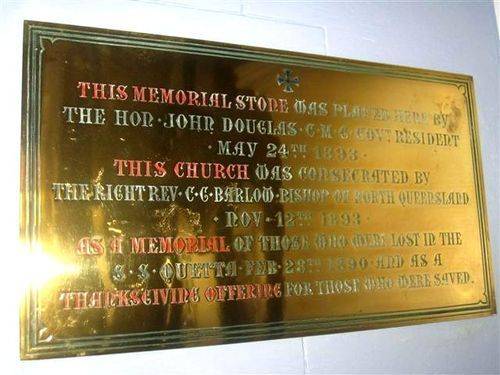 THIS MEMORIAL STONE WAS PLACED HERE BY
THE HON · JOHN DOUGLAS · C · M · G · GOVT. RESIDENT
· MAY 24TH 1893 ·
THIS CHURCH WAS CONSECRATED BY
THE RIGHT REV · C · G · BARLOW · BISHOP OF NORTH QUEENSLAND
· NOV · 12TH 1893 ·
AS A MEMORIAL OF THOSE WHO WERE LOST IN THE
S · S · QUETTA · FEB · 28TH 1890 · AND AS A
THANKSGIVING OFFERING FOR THOSE WHO WERE SAVED.